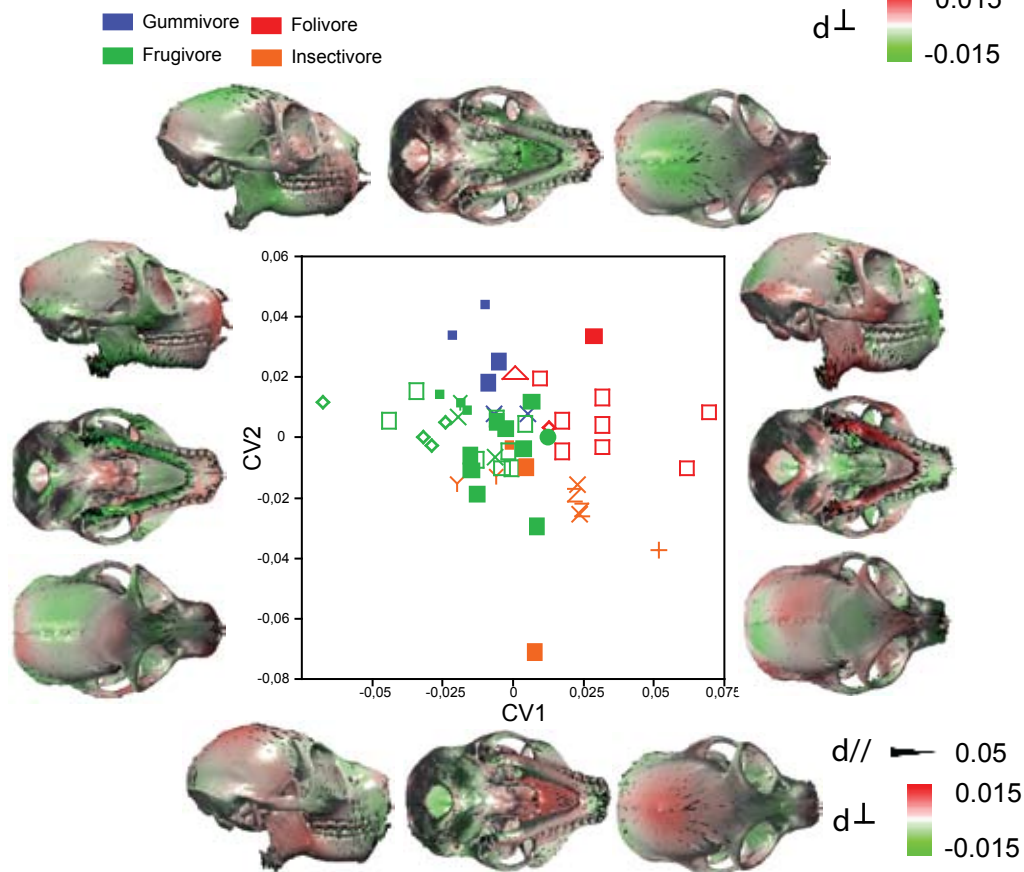 Gummivore Folivore
Frugivore Insectivore
d⊥
-0.015
0,06
0,04
0,02
0
-0,02
-0,04
-0,06
-0,08
CV2
-0,05 -0,025 0 0,025 0,05
CV1
d// 0.05
d⊥ 0.015
-0.015